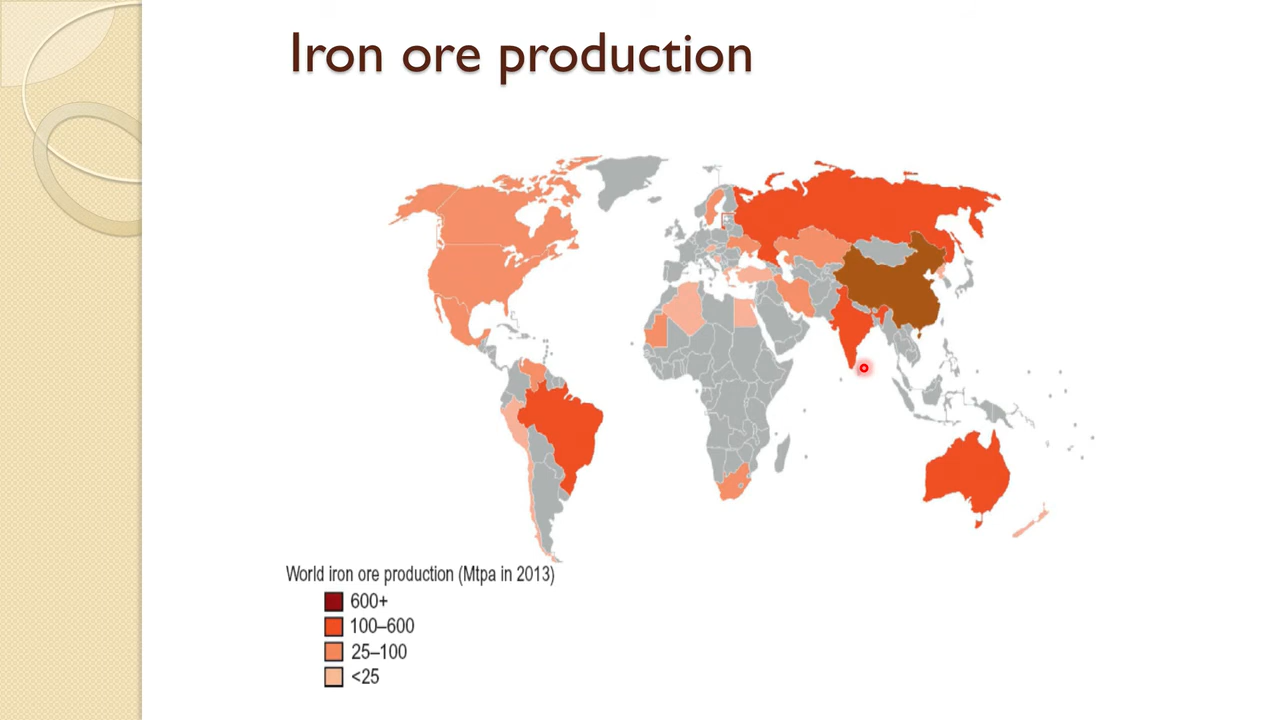 Iron ore production
World iron ore production (Mtpa in 2013)
600+
100–600
25–100
<25